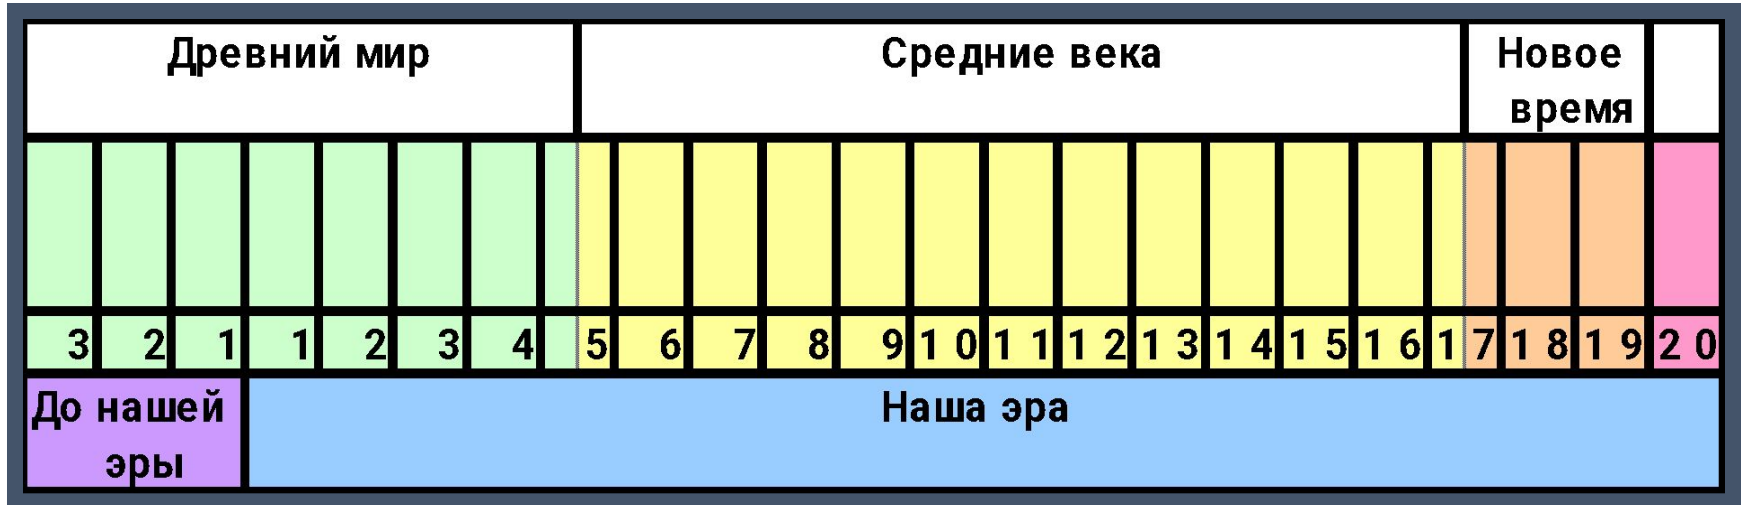 Древний мир Средние века Новое
время
3 2 1 1 2 3 4 5 6 7 8 9 10 11 12 13 14 15 16 17 18 19 20
До нашей Наша эра
эры